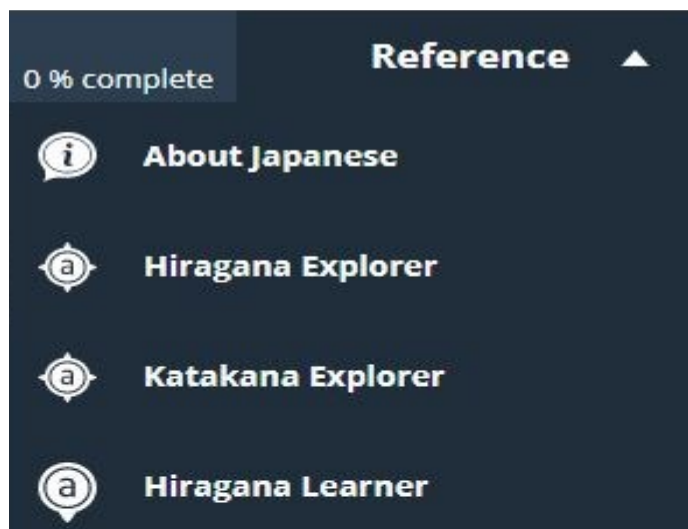 Reference
0 % complete
About Japanese
Hiragana Explorer
Katakana Explorer
Hiragana Learner